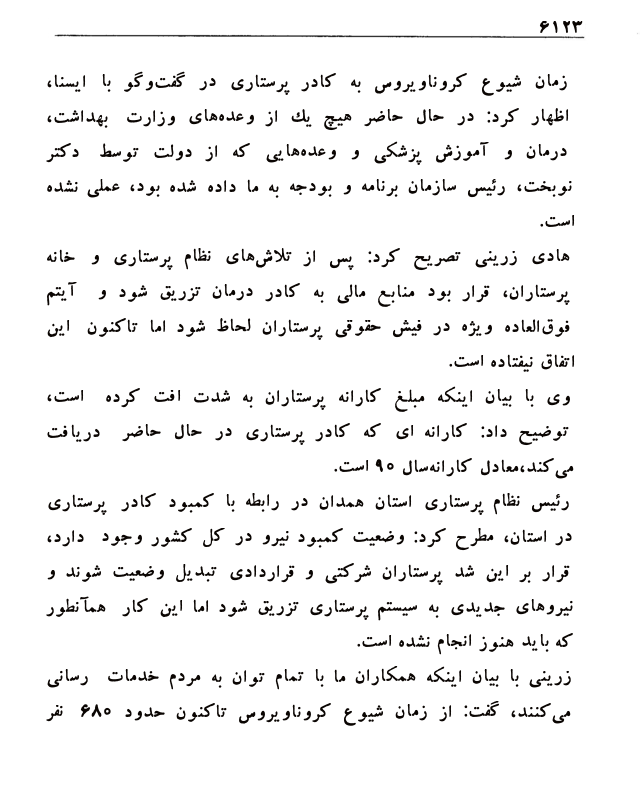 ۶۱۲۳
زمان شیوع کروناویروس به کادر پرستاری در گفت‌وگو با ایسنا،
اظهار کرد: در حال حاضر هیچ یك از وعده‌های وزارت بهداشت،
درمان و آموزش پزشکی و وعده‌هایی که از دولت توسط دکتر
نوبخت، رئیس سازمان برنامه و بودجه به ما داده شده بود، عملی نشده
است.
هادی زرینی تصریح کرد: پس از تلاش‌های نظام پرستاری و خانه
پرستاران، قرار بود منابع مالی به کادر درمان تزریق شود و آیتم
فوق‌العاده ویژه در فیش حقوقی پرستاران لحاظ شود اما تاکنون این
اتفاق نیفتاده است.
وی با بیان اینکه مبلغ کارانه پرستاران به شدت افت کرده است،
توضیح داد: کارانه ای که کادر پرستاری در حال حاضر دریافت
می‌کند،معادل کارانه‌سال ۹۰ است.
رئیس نظام پرستاری استان همدان در رابطه با کمبود کادر پرستاری
در استان، مطرح کرد: وضعیت کمبود نیرو در کل کشور وجود دارد،
قرار بر این شد پرستاران شرکتی و قراردادی تبدیل وضعیت شوند و
نیروهای جدیدی به سیستم پرستاری تزریق شود اما این کار همآنطور
که باید هنوز انجام نشده است.
زرینی با بیان اینکه همکاران ما با تمام توان به مردم خدمات رسانی
می‌کنند، گفت: از زمان شیوع کروناویروس تاکنون حدود ۶۸۰ نفر